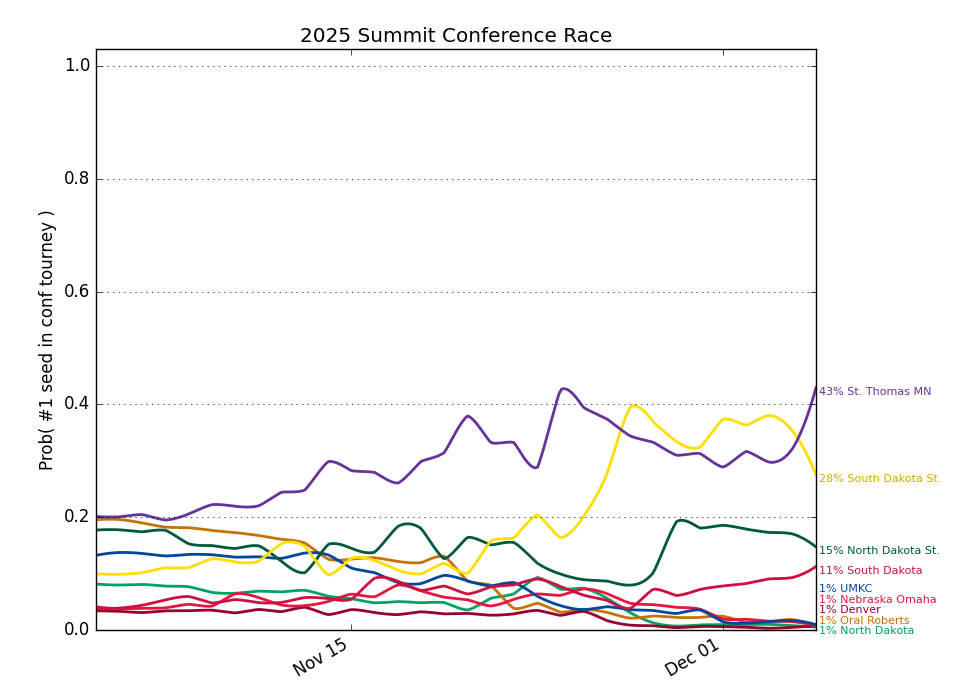 2025 Summit Conference Race
Prob( #1 seed in conf tourney )
1.0
0.8
0.6
0.4
0.2
0.0
Nov 15
Dec 01
43% St. Thomas MN
28% South Dakota St.
15% North Dakota St.
11% South Dakota
1% UMKC
1% Nebraska Omaha
1% Denver
1% Oral Roberts
1% North Dakota